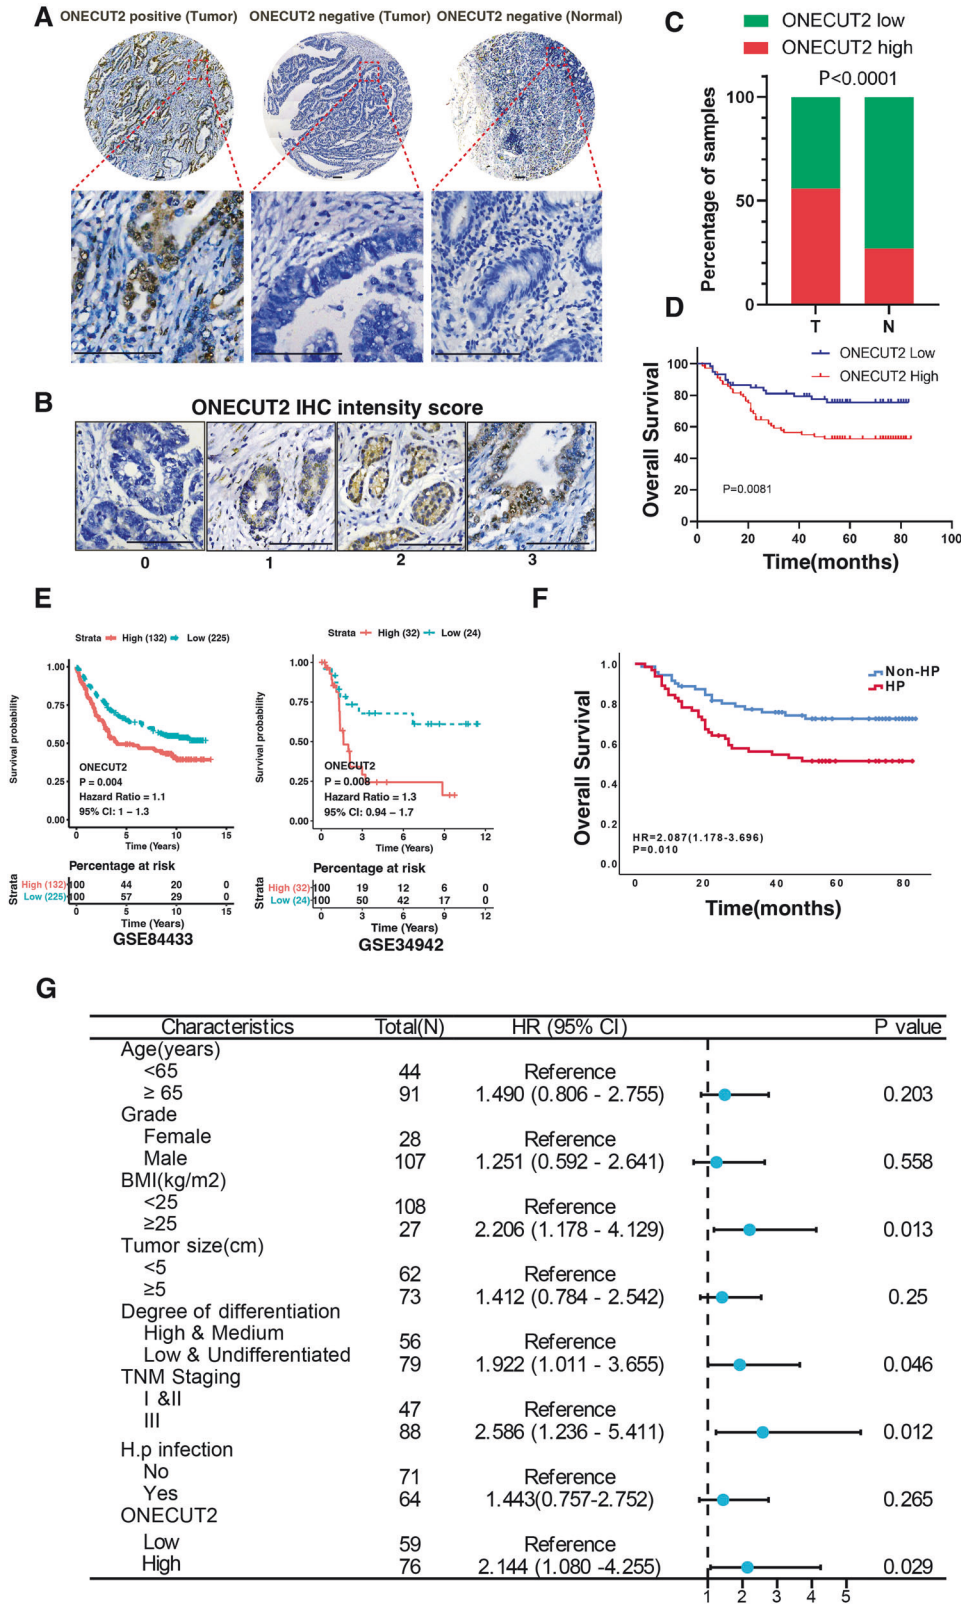 A
ONECUT2 positive (Tumor) ONECUT2 negative (Tumor) ONECUT2 negative (Normal)
B
ONECUT2 IHC intensity score
0 1 2 3
C
ONECUT2 low
ONECUT2 high
P<0.0001
Percentage of samples
100
50
0
T N
D
ONECUT2 Low
ONECUT2 High
Overall Survival
100
80
60
40
20
0
P=0.0081
0 20 40 60 80 100
Time(months)
E
Strata High (132) Low (225)
Survival probability
1.00
0.75
0.50
0.25
0.00
ONECUT2
P = 0.004
Hazard Ratio = 1.1
95% CI: 1 – 1.3
0 5 10 15
Time (Years)
Percentage at risk
Strata
High (132) 100 44 20 0
Low (225) 100 57 29 0
0 5 10 15
Time (Years)
GSE84433
Strata High (32) Low (24)
Survival probability
1.00
0.75
0.50
0.25
0.00
ONECUT2
P = 0.008
Hazard Ratio = 1.3
95% CI: 0.94 – 1.7
0 3 6 9 12
Time (Years)
Percentage at risk
Strata
High (32) 100 19 12 6 0
Low (24) 100 50 42 17 0
0 3 6 9 12
Time (Years)
GSE34942
F
Non-HP
HP
Overall Survival
1.0
0.8
0.6
0.4
0.2
0.0
HR=2.087(1.178-3.696)
P=0.010
0 20 40 60 80
Time(months)
G
Characteristics Total(N) HR (95% CI) P value
Age(years)
<65 44 Reference
≥ 65 91 1.490 (0.806 - 2.755) 0.203
Grade
Female 28 Reference
Male 107 1.251 (0.592 - 2.641) 0.558
BMI(kg/m2)
<25 108 Reference
≥25 27 2.206 (1.178 - 4.129) 0.013
Tumor size(cm)
<5 62 Reference
≥5 73 1.412 (0.784 - 2.542) 0.25
Degree of differentiation
High & Medium 56 Reference
Low & Undifferentiated 79 1.922 (1.011 - 3.655) 0.046
TNM Staging
I &II 47 Reference
III 88 2.586 (1.236 - 5.411) 0.012
H.p infection
No 71 Reference
Yes 64 1.443(0.757-2.752) 0.265
ONECUT2
Low 59 Reference
High 76 2.144 (1.080 -4.255) 0.029
1 2 3 4 5